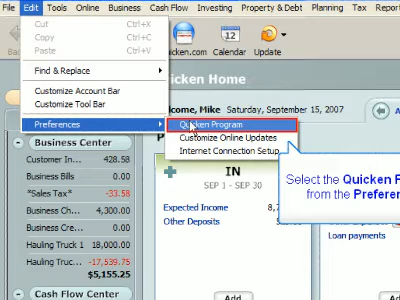 File Edit Tools Online Business Cash Flow Investing Property & Debt Planning Tax Report
Cut Ctrl+X
Copy Ctrl+C
Paste Ctrl+V
Find & Replace
Customize Account Bar
Customize Tool Bar
Preferences
Quicken Program
Customize Online Updates
Internet Connection Setup...
Bac
icken.com Calendar Update
icken Home
lcome, Mike Saturday, September 15, 2007
Business Center
Customer In... 428.58
Business Bills 0.00
*Sales Tax* -33.58
Business Ch... 4,300.00
Business Cre... 0.00
Hauling Truck 1 18,000.00
Hauling Truc... -17,539.75
$5,155.25
Cash Flow Center
IN
SEP 1 - SEP 30
Expected Income 8,7
Other Deposits
Add
Select the Quicken P
from the Preferen
Loan payments
Add